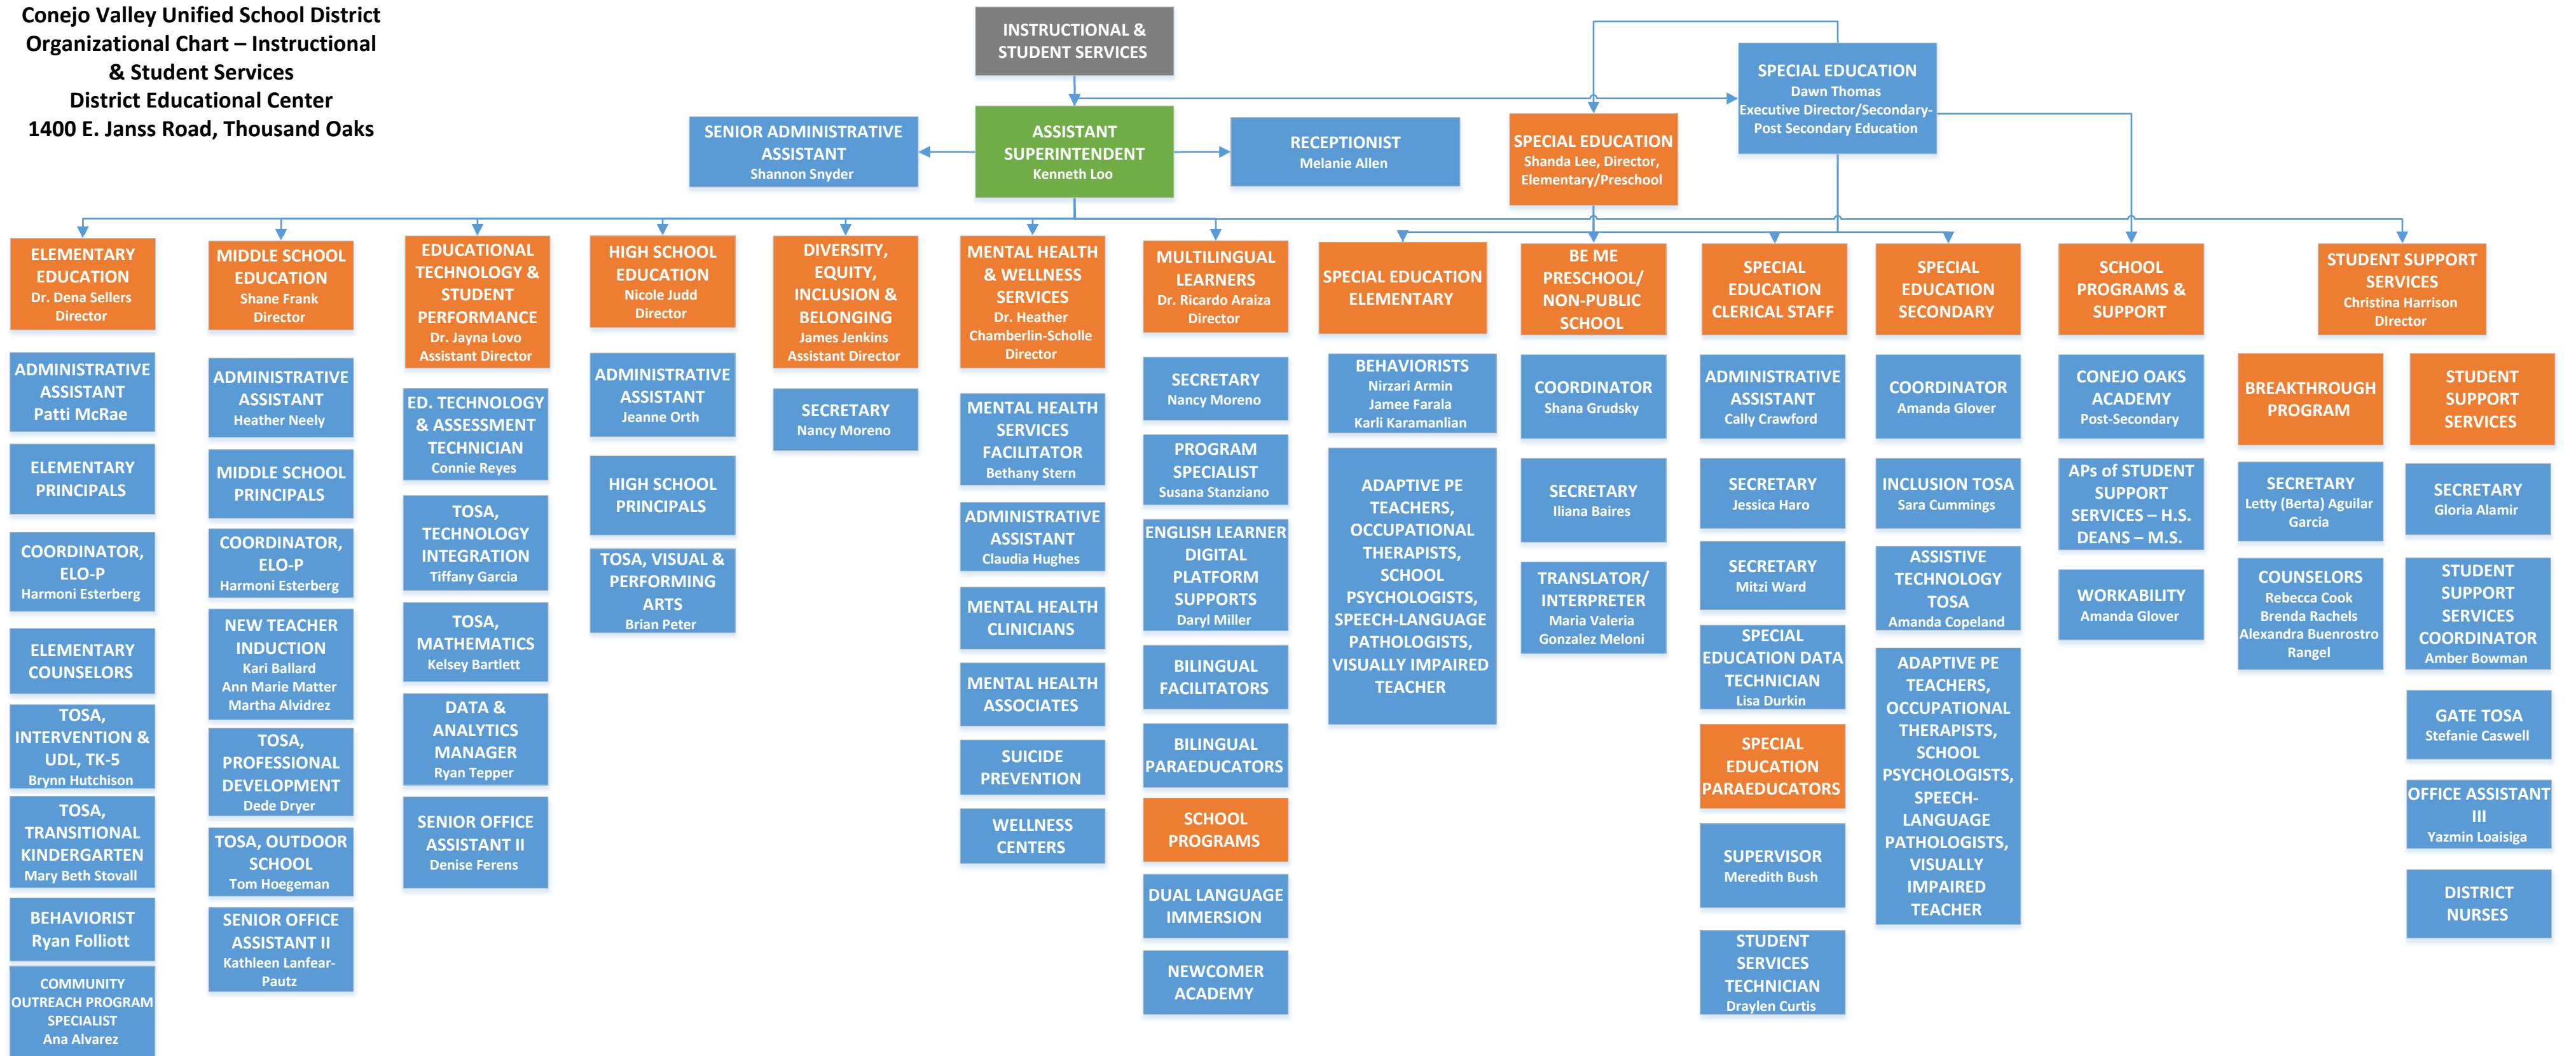 Conejo Valley Unified School District
Organizational Chart – Instructional
& Student Services
District Educational Center
1400 E. Janss Road, Thousand Oaks
INSTRUCTIONAL &
STUDENT SERVICES
SPECIAL EDUCATION
Dawn Thomas
Executive Director/Secondary-
Post Secondary Education
SENIOR ADMINISTRATIVE
ASSISTANT
Shannon Snyder
ASSISTANT
SUPERINTENDENT
Kenneth Loo
RECEPTIONIST
Melanie Allen
SPECIAL EDUCATION
Shanda Lee, Director,
Elementary/Preschool
ELEMENTARY
EDUCATION
Dr. Dena Sellers
Director
ADMINISTRATIVE
ASSISTANT
Patti McRae
ELEMENTARY
PRINCIPALS
COORDINATOR,
ELO-P
Harmoni Esterberg
ELEMENTARY
COUNSELORS
TOSA,
INTERVENTION &
UDL, TK-5
Brynn Hutchison
TOSA,
TRANSITIONAL
KINDERGARTEN
Mary Beth Stovall
BEHAVIORIST
Ryan Folliott
COMMUNITY
OUTREACH PROGRAM
SPECIALIST
Ana Alvarez
MIDDLE SCHOOL
EDUCATION
Shane Frank
Director
ADMINISTRATIVE
ASSISTANT
Heather Neely
MIDDLE SCHOOL
PRINCIPALS
COORDINATOR,
ELO-P
Harmoni Esterberg
NEW TEACHER
INDUCTION
Kari Ballard
Ann Marie Matter
Martha Alvidrez
TOSA,
PROFESSIONAL
DEVELOPMENT
Dede Dryer
TOSA, OUTDOOR
SCHOOL
Tom Hoegeman
SENIOR OFFICE
ASSISTANT II
Kathleen Lanfear-
Pautz
EDUCATIONAL
TECHNOLOGY &
STUDENT
PERFORMANCE
Dr. Jayna Lovo
Assistant Director
ED. TECHNOLOGY
& ASSESSMENT
TECHNICIAN
Connie Reyes
TOSA,
TECHNOLOGY
INTEGRATION
Tiffany Garcia
TOSA,
MATHEMATICS
Kelsey Bartlett
DATA &
ANALYTICS
MANAGER
Ryan Tepper
SENIOR OFFICE
ASSISTANT II
Denise Ferens
HIGH SCHOOL
EDUCATION
Nicole Judd
Director
ADMINISTRATIVE
ASSISTANT
Jeanne Orth
HIGH SCHOOL
PRINCIPALS
TOSA, VISUAL &
PERFORMING
ARTS
Brian Peter
DIVERSITY,
EQUITY,
INCLUSION &
BELONGING
James Jenkins
Assistant Director
SECRETARY
Nancy Moreno
MENTAL HEALTH
& WELLNESS
SERVICES
Dr. Heather
Chamberlin-Scholle
Director
MENTAL HEALTH
SERVICES
FACILITATOR
Bethany Stern
ADMINISTRATIVE
ASSISTANT
Claudia Hughes
MENTAL HEALTH
CLINICIANS
MENTAL HEALTH
ASSOCIATES
SUICIDE
PREVENTION
WELLNESS
CENTERS
MULTILINGUAL
LEARNERS
Dr. Ricardo Araiza
Director
SECRETARY
Nancy Moreno
PROGRAM
SPECIALIST
Susana Stanziano
ENGLISH LEARNER
DIGITAL
PLATFORM
SUPPORTS
Daryl Miller
BILINGUAL
FACILITATORS
BILINGUAL
PARAEDUCATORS
SCHOOL
PROGRAMS
DUAL LANGUAGE
IMMERSION
NEWCOMER
ACADEMY
SPECIAL EDUCATION
ELEMENTARY
BEHAVIORISTS
Nirzari Armin
Jamee Farala
Karli Karamanlian
ADAPTIVE PE
TEACHERS,
OCCUPATIONAL
THERAPISTS,
SCHOOL
PSYCHOLOGISTS,
SPEECH-LANGUAGE
PATHOLOGISTS,
VISUALLY IMPAIRED
TEACHER
BE ME
PRESCHOOL/
NON-PUBLIC
SCHOOL
COORDINATOR
Shana Grudsky
SECRETARY
Iliana Baires
TRANSLATOR/
INTERPRETER
Maria Valeria
Gonzalez Meloni
SPECIAL
EDUCATION
CLERICAL STAFF
ADMINISTRATIVE
ASSISTANT
Cally Crawford
SECRETARY
Jessica Haro
SECRETARY
Mitzi Ward
SPECIAL
EDUCATION DATA
TECHNICIAN
Lisa Durkin
SPECIAL
EDUCATION
PARAEDUCATORS
SUPERVISOR
Meredith Bush
STUDENT
SERVICES
TECHNICIAN
Draylen Curtis
SPECIAL
EDUCATION
SECONDARY
COORDINATOR
Amanda Glover
INCLUSION TOSA
Sara Cummings
ASSISTIVE
TECHNOLOGY
TOSA
Amanda Copeland
ADAPTIVE PE
TEACHERS,
OCCUPATIONAL
THERAPISTS,
SCHOOL
PSYCHOLOGISTS,
SPEECH-
LANGUAGE
PATHOLOGISTS,
VISUALLY
IMPAIRED
TEACHER
SCHOOL
PROGRAMS &
SUPPORT
CONEJO OAKS
ACADEMY
Post-Secondary
APs of STUDENT
SUPPORT
SERVICES – H.S.
DEANS – M.S.
WORKABILITY
Amanda Glover
STUDENT SUPPORT
SERVICES
Christina Harrison
DIrector
BREAKTHROUGH
PROGRAM
SECRETARY
Letty (Berta) Aguilar
Garcia
COUNSELORS
Rebecca Cook
Brenda Rachels
Alexandra Buenrostro
Rangel
STUDENT
SUPPORT
SERVICES
SECRETARY
Gloria Alamir
STUDENT
SUPPORT
SERVICES
COORDINATOR
Amber Bowman
GATE TOSA
Stefanie Caswell
OFFICE ASSISTANT
III
Yazmin Loaisiga
DISTRICT
NURSES